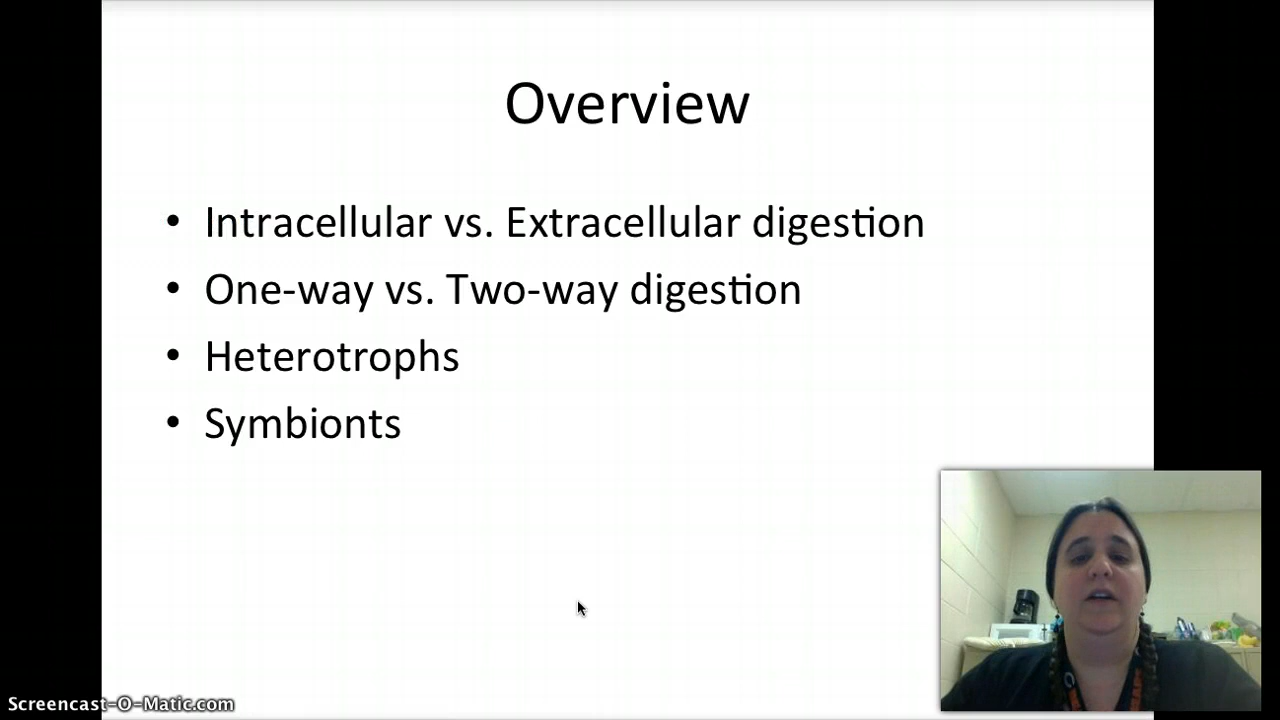 Overview
• Intracellular vs. Extracellular digestion
• One-way vs. Two-way digestion
• Heterotrophs
• Symbionts
Screencast-O-Matic.com